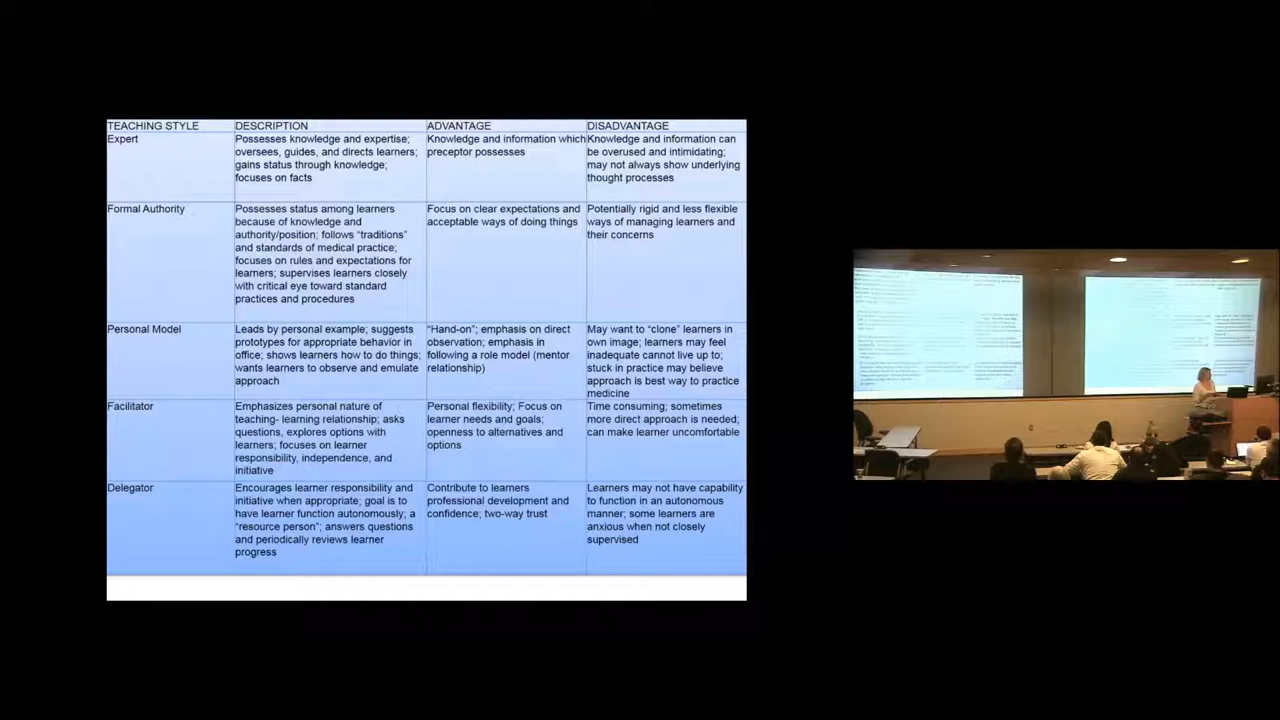 TEACHING STYLE DESCRIPTION ADVANTAGE DISADVANTAGE
Expert
Possesses knowledge and expertise;
oversees, guides, and directs learners;
gains status through knowledge;
focuses on facts
Knowledge and information which
preceptor possesses
Knowledge and information can
be overused and intimidating;
may not always show underlying
thought processes
Formal Authority
Possesses status among learners
because of knowledge and
authority/position; follows “traditions”
and standards of medical practice;
focuses on rules and expectations for
learners; supervises learners closely
with critical eye toward standard
practices and procedures
Focus on clear expectations and
acceptable ways of doing things
Potentially rigid and less flexible
ways of managing learners and
their concerns
Personal Model
Leads by personal example; suggests
prototypes for appropriate behavior in
office; shows learners how to do things;
wants learners to observe and emulate
approach
“Hand-on”; emphasis on direct
observation; emphasis in
following a role model (mentor
relationship)
May want to “clone” learners in
own image; learners may feel
inadequate cannot live up to;
stuck in practice may believe
approach is best way to practice
medicine
Facilitator
Emphasizes personal nature of
teaching- learning relationship; asks
questions, explores options with
learners; focuses on learner
responsibility, independence, and
initiative
Personal flexibility; Focus on
learner needs and goals;
openness to alternatives and
options
Time consuming; sometimes
more direct approach is needed;
can make learner uncomfortable
Delegator
Encourages learner responsibility and
initiative when appropriate; goal is to
have learner function autonomously; a
“resource person”; answers questions
and periodically reviews learner
progress
Contribute to learners
professional development and
confidence; two-way trust
Learners may not have capability
to function in an autonomous
manner; some learners are
anxious when not closely
supervised